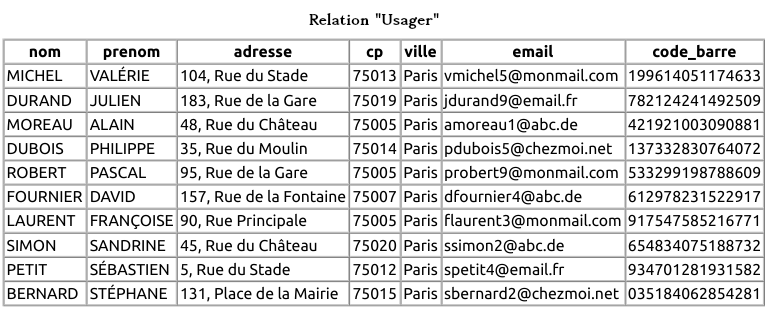 Relation "Usager"
nom prenom adresse cp ville email code_barre
MICHEL VALÉRIE 104, Rue du Stade 75013 Paris vmichel5@monmail.com 199614051174633
DURAND JULIEN 183, Rue de la Gare 75019 Paris jdurand9@email.fr 782124241492509
MOREAU ALAIN 48, Rue du Château 75005 Paris amoreau1@abc.de 421921003090881
DUBOIS PHILIPPE 35, Rue du Moulin 75014 Paris pdubois5@chezmoi.net 137332830764072
ROBERT PASCAL 95, Rue de la Gare 75005 Paris probert9@monmail.com 533299198788609
FOURNIER DAVID 157, Rue de la Fontaine 75007 Paris dfournier4@abc.de 612978231522917
LAURENT FRANÇOISE 90, Rue Principale 75005 Paris flaurent3@monmail.com 917547585216771
SIMON SANDRINE 45, Rue du Château 75020 Paris ssimon2@abc.de 654834075188732
PETIT SÉBASTIEN 5, Rue du Stade 75012 Paris spetit4@email.fr 934701281931582
BERNARD STÉPHANE 131, Place de la Mairie 75015 Paris sbernard2@chezmoi.net 035184062854281